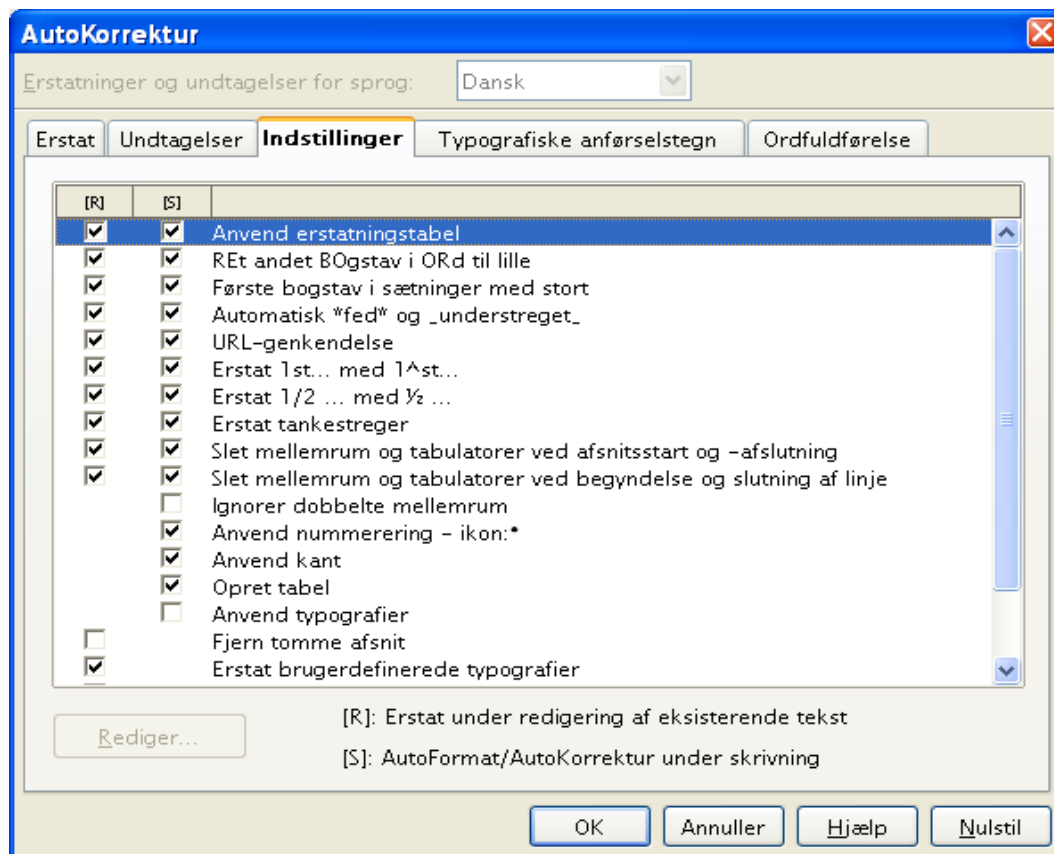 AutoKorrektur
Erstatninger og undtagelser for sprog: Dansk
Erstat Undtagelser Indstillinger Typografiske anførselstegn Ordfuldførelse
[R] [S]
Anvend erstatningstabel
REt andet BOgstav i ORd til lille
Første bogstav i sætninger med stort
Automatisk *fed* og _understreget_
URL-genkendelse
Erstat 1st... med 1^st...
Erstat 1/2 ... med ½ ...
Erstat tankestreger
Slet mellemrum og tabulatorer ved afsnitsstart og -afslutning
Slet mellemrum og tabulatorer ved begyndelse og slutning af linje
Ignorer dobbelte mellemrum
Anvend nummerering - ikon:•
Anvend kant
Opret tabel
Anvend typografier
Fjern tomme afsnit
Erstat brugerdefinerede typografier
[R]: Erstat under redigering af eksisterende tekst
Rediger...
[S]: AutoFormat/AutoKorrektur under skrivning
OK Annuller Hjælp Nulstil